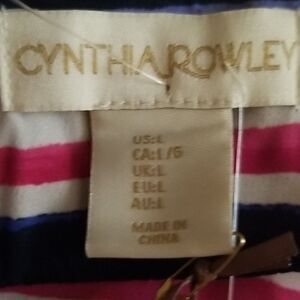 CYNTHIA ROWLEY
US:L
CA:L/G
UK:L
EU:L
AU:L
MADE IN
CHINA